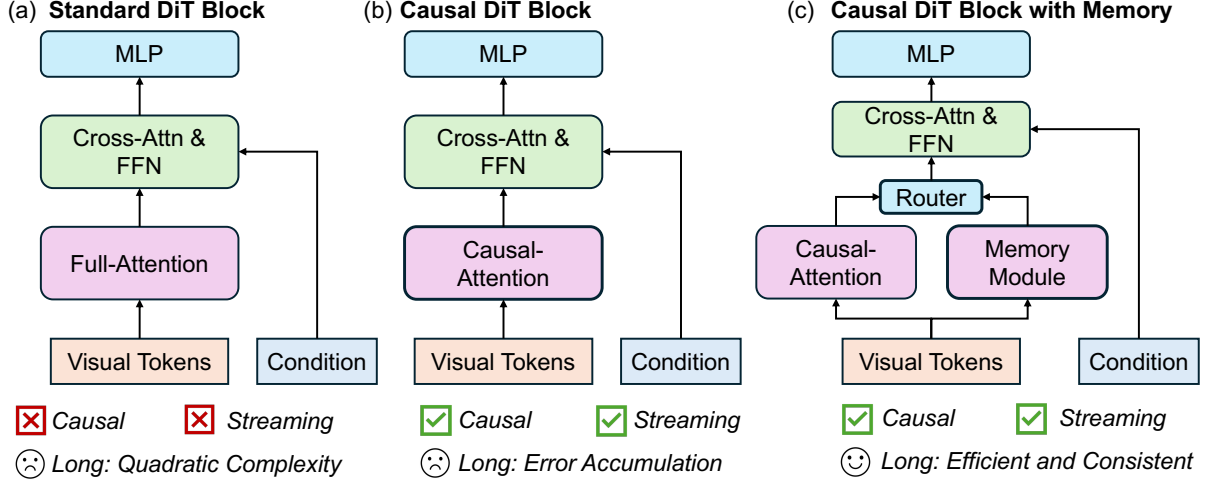 (a) Standard DiT Block
MLP
Cross-Attn &
FFN
Full-Attention
Visual Tokens
Condition
Causal
Streaming
Long: Quadratic Complexity
(b) Causal DiT Block
MLP
Cross-Attn &
FFN
Causal-
Attention
Visual Tokens
Condition
Causal
Streaming
Long: Error Accumulation
(c) Causal DiT Block with Memory
MLP
Cross-Attn &
FFN
Router
Causal-
Attention
Memory
Module
Visual Tokens
Condition
Causal
Streaming
Long: Efficient and Consistent